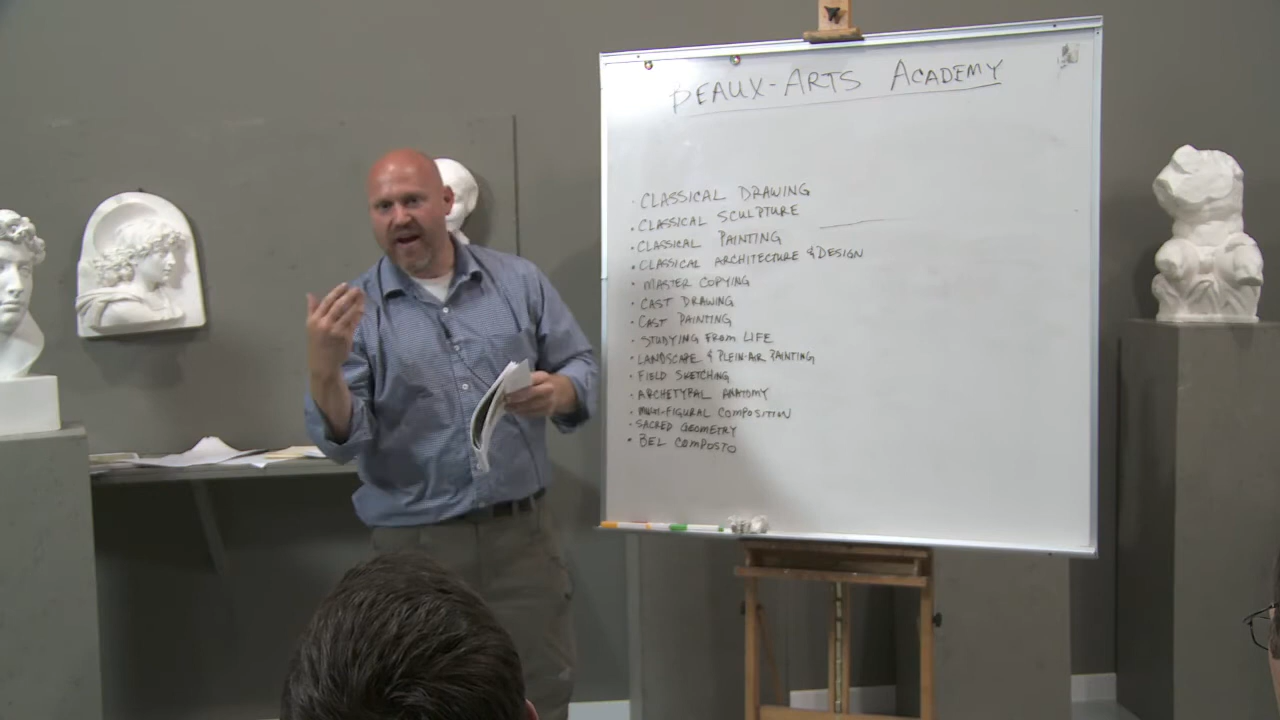 BEAUX-ARTS ACADEMY
· CLASSICAL DRAWING
· CLASSICAL SCULPTURE
· CLASSICAL PAINTING
· CLASSICAL ARCHITECTURE & DESIGN
· MASTER COPYING
· CAST DRAWING
· CAST PAINTING
· STUDYING FROM LIFE
· LANDSCAPE & PLEIN-AIR PAINTING
· FIELD SKETCHING
· ARCHETYPAL ANATOMY
· MULTI-FIGURAL COMPOSITION
· SACRED GEOMETRY
· BEL COMPOSTO